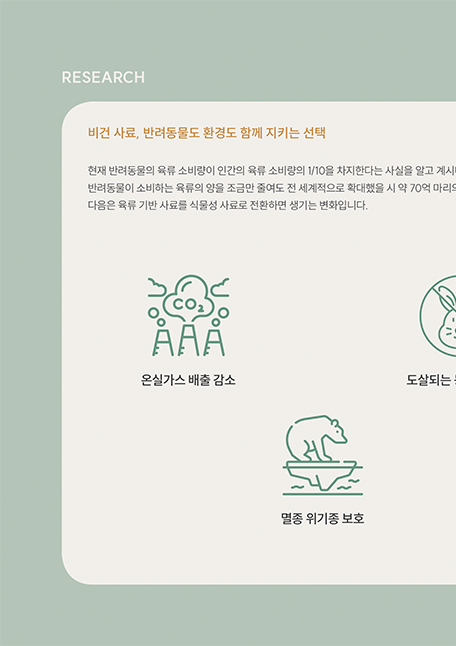 RESEARCH
비건 사료, 반려동물도 환경도 함께 지키는 선택
현재 반려동물의 육류 소비량이 인간의 육류 소비량의 1/10을 차지한다는 사실을 알고
반려동물이 소비하는 육류의 양을 조금만 줄여도 전 세계적으로 확대했을 시 약 70억 마리의
다음은 육류 기반 사료를 식물성 사료로 전환하면 생기는 변화입니다.
CO₂
온실가스 배출 감소
도살되는
멸종 위기종 보호